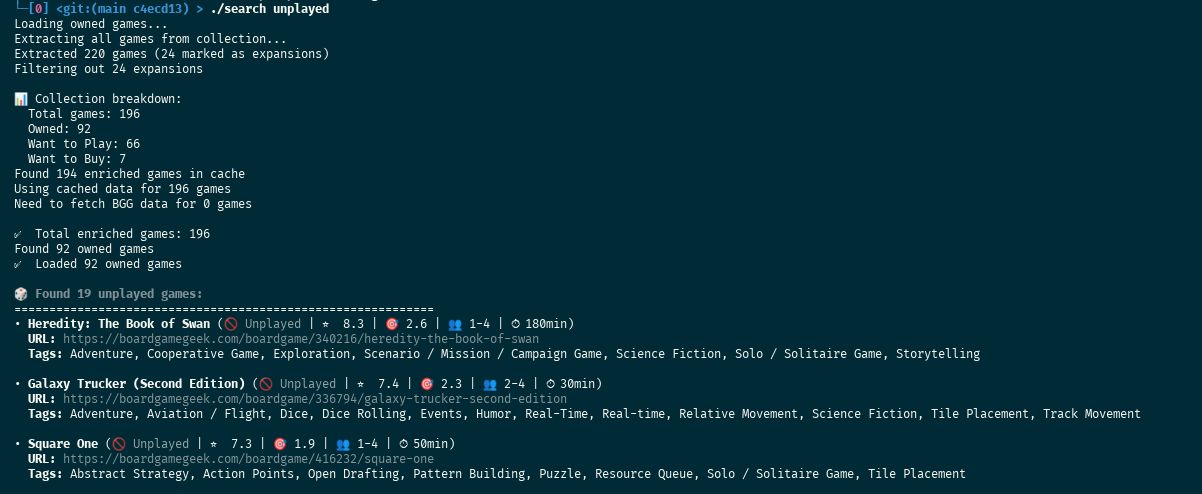 └─[0] <git:(main c4ecd13) > ./search unplayed
Loading owned games...
Extracting all games from collection...
Extracted 220 games (24 marked as expansions)
Filtering out 24 expansions
📊 Collection breakdown:
Total games: 196
Owned: 92
Want to Play: 66
Want to Buy: 7
Found 194 enriched games in cache
Using cached data for 196 games
Need to fetch BGG data for 0 games
✅ Total enriched games: 196
Found 92 owned games
✅ Loaded 92 owned games
🎲 Found 19 unplayed games:
============================================================
• Heredity: The Book of Swan (🚫 Unplayed | ⭐ 8.3 | 🎯 2.6 | 👥 1-4 | ⏱ 180min)
URL: https://boardgamegeek.com/boardgame/340216/heredity-the-book-of-swan
Tags: Adventure, Cooperative Game, Exploration, Scenario / Mission / Campaign Game, Science Fiction, Solo / Solitaire Game, Storytelling
• Galaxy Trucker (Second Edition) (🚫 Unplayed | ⭐ 7.4 | 🎯 2.3 | 👥 2-4 | ⏱ 30min)
URL: https://boardgamegeek.com/boardgame/336794/galaxy-trucker-second-edition
Tags: Adventure, Aviation / Flight, Dice, Dice Rolling, Events, Humor, Real-Time, Real-time, Relative Movement, Science Fiction, Tile Placement, Track Movement
• Square One (🚫 Unplayed | ⭐ 7.3 | 🎯 1.9 | 👥 1-4 | ⏱ 50min)
URL: https://boardgamegeek.com/boardgame/416232/square-one
Tags: Abstract Strategy, Action Points, Open Drafting, Pattern Building, Puzzle, Resource Queue, Solo / Solitaire Game, Tile Placement